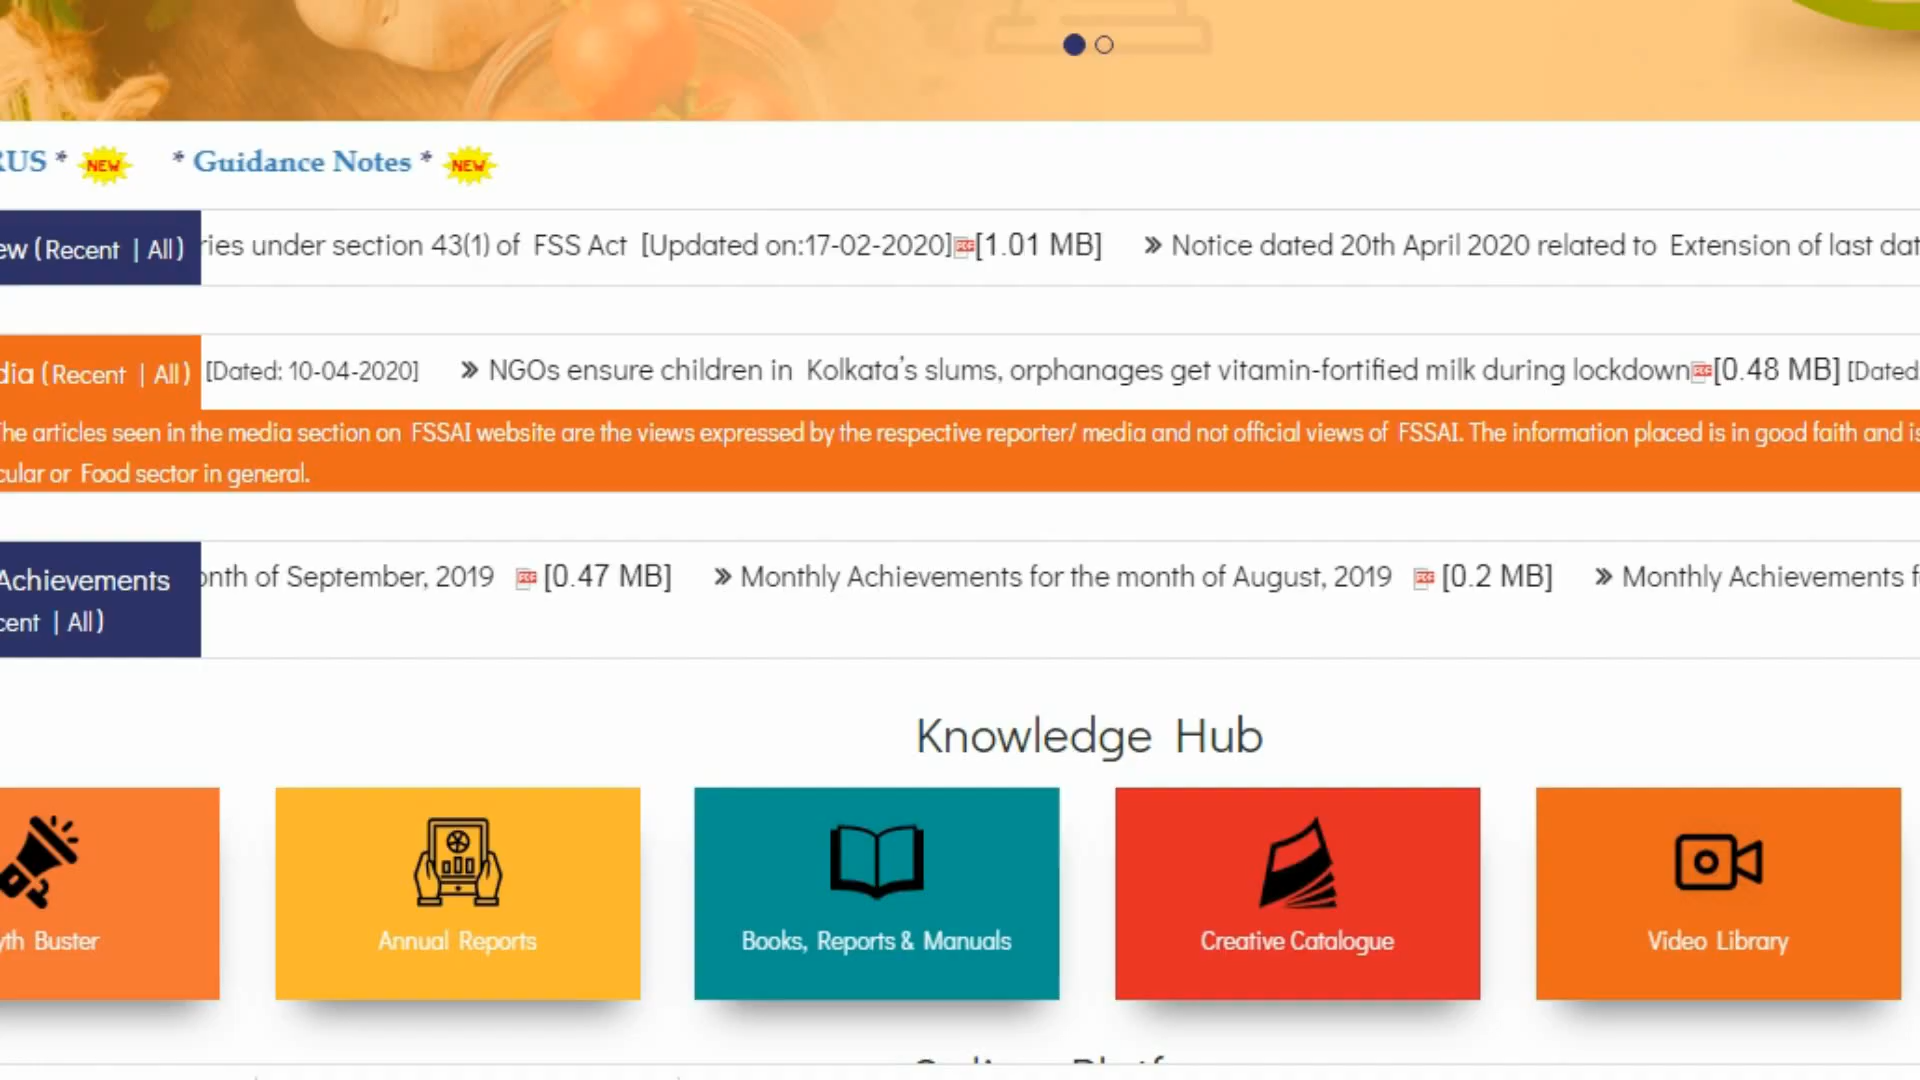 RUS * NEW * Guidance Notes * NEW
ew (Recent | All) ries under section 43(1) of FSS Act [Updated on:17-02-2020] [1.01 MB] » Notice dated 20th April 2020 related to Extension of last dat
dia (Recent | All) [Dated: 10-04-2020] » NGOs ensure children in Kolkata's slums, orphanages get vitamin-fortified milk during lockdown [0.48 MB] [Dated
The articles seen in the media section on FSSAI website are the views expressed by the respective reporter/ media and not official views of FSSAI. The information placed is in good faith and is
cular or Food sector in general.
Achievements onth of September, 2019 [0.47 MB] » Monthly Achievements for the month of August, 2019 [0.2 MB] » Monthly Achievements f
cent | All)
Knowledge Hub
yth Buster
Annual Reports
Books, Reports & Manuals
Creative Catalogue
Video Library